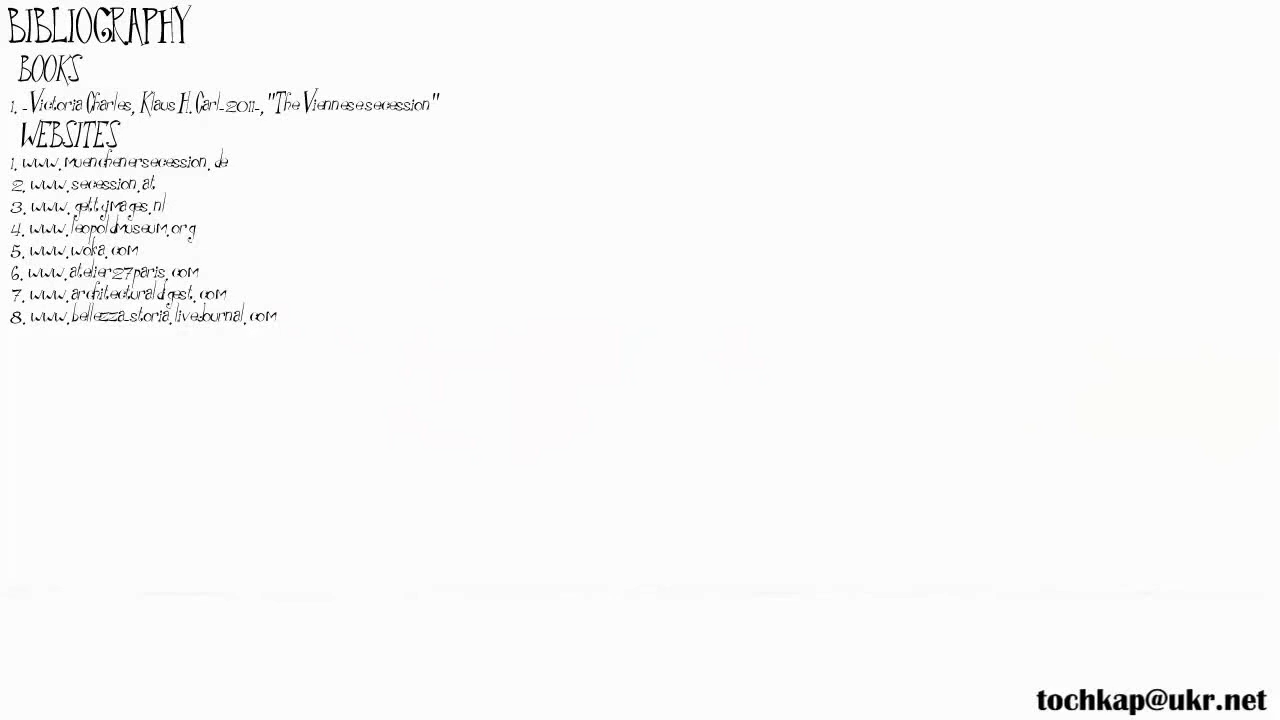 BIBLIOGRAPHY
BOOKS
1. -Victoria Charles, Klaus H. Carl-2011-, "The Viennese secession"
WEBSITES
1. www.muenchenersecession.de
2. www.secession.at
3. www.gettyimages.nl
4. www.leopoldmuseum.org
5. www.woka.com
6. www.atelier27paris.com
7. www.architecturaldigest.com
8. www.bellezza-storia.livejournal.com
tochkap@ukr.net